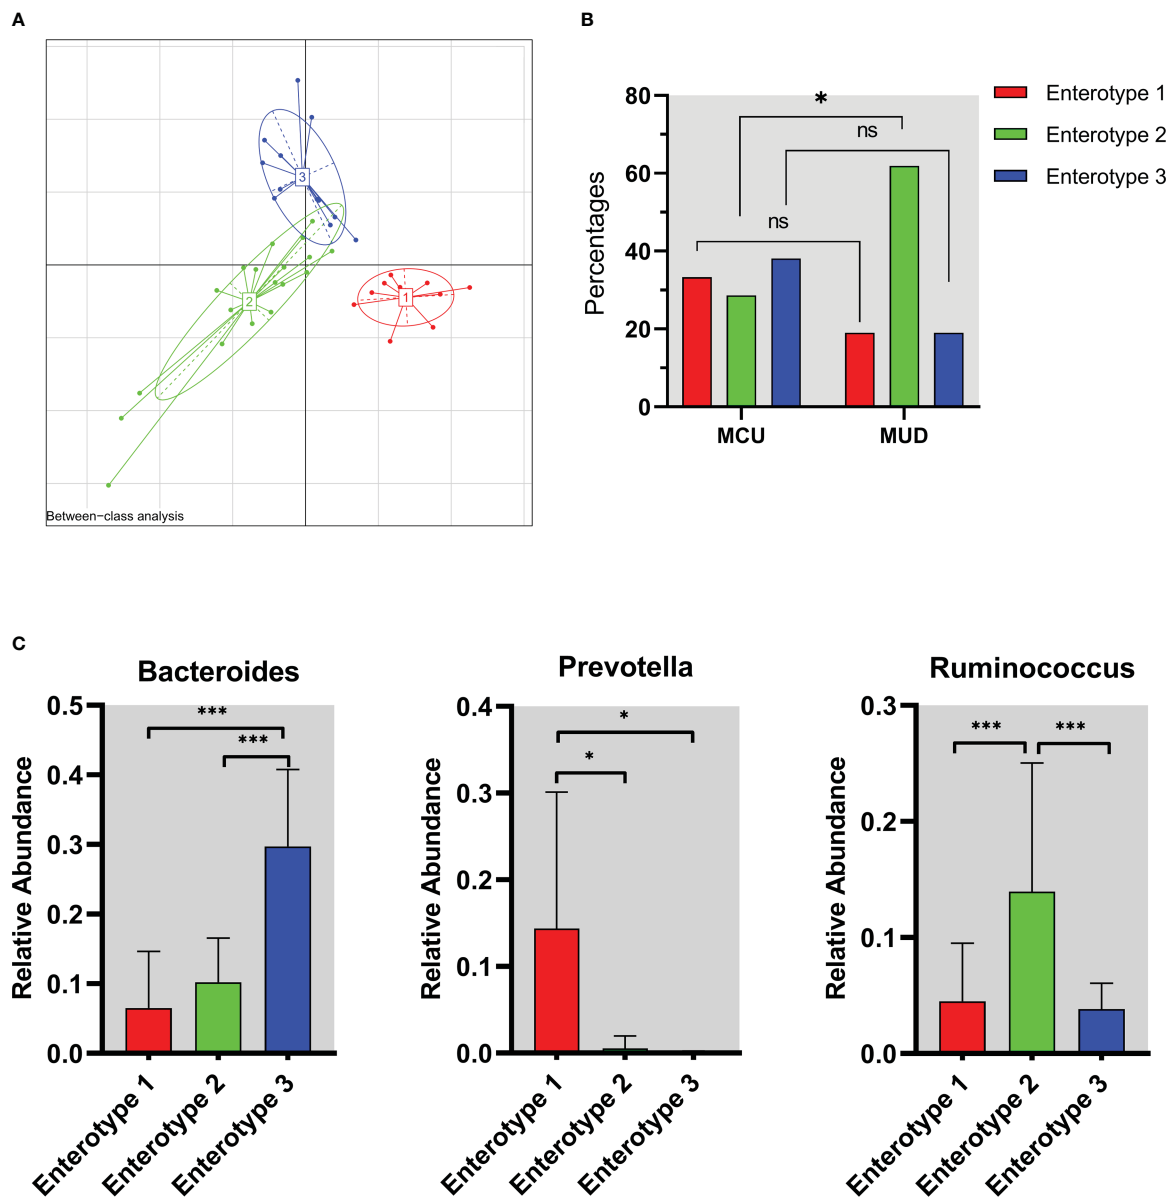 A
3
2
1
Between−class analysis
B
Percentages
80
60
40
20
0
*
ns
ns
MCU
MUD
Enterotype 1
Enterotype 2
Enterotype 3
C
Bacteroides
Relative Abundance
0.5
0.4
0.3
0.2
0.1
0.0
***
***
Enterotype 1
Enterotype 2
Enterotype 3
Prevotella
Relative Abundance
0.4
0.3
0.2
0.1
0.0
*
*
Enterotype 1
Enterotype 2
Enterotype 3
Ruminococcus
Relative Abundance
0.3
0.2
0.1
0.0
***
***
Enterotype 1
Enterotype 2
Enterotype 3